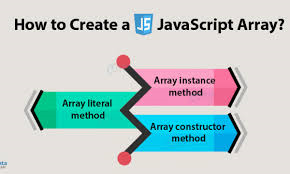 How to Create a JS JavaScript Array?
Array instance
method
Array literal
method
Array constructor
method